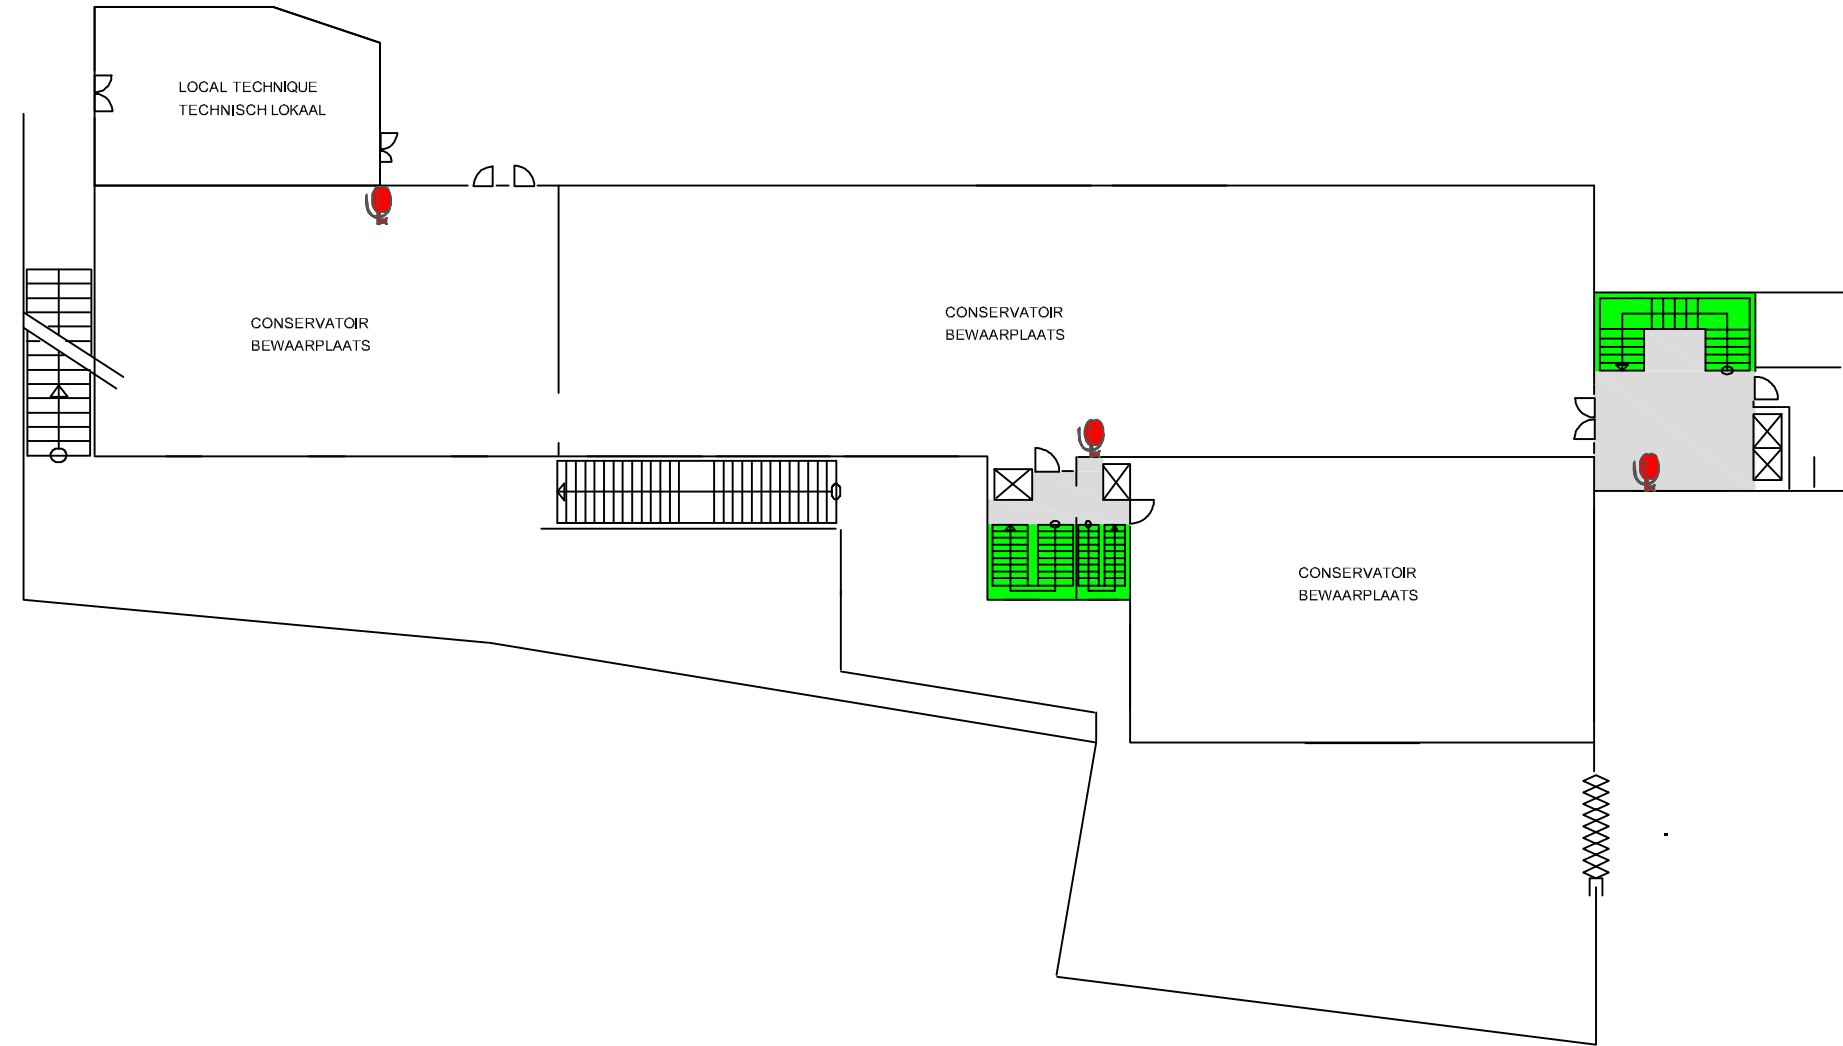 LOCAL TECHNIQUE
TECHNISCH LOKAAL
CONSERVATOIR
BEWAARPLAATS
CONSERVATOIR
BEWAARPLAATS
CONSERVATOIR
BEWAARPLAATS